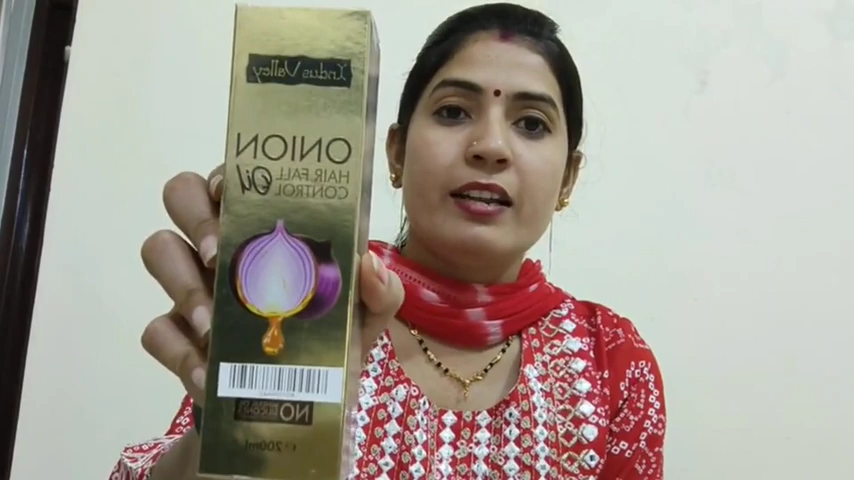 Indus Valley
ONION
HAIR FALL
CONTROL Oil
NO
200ml e